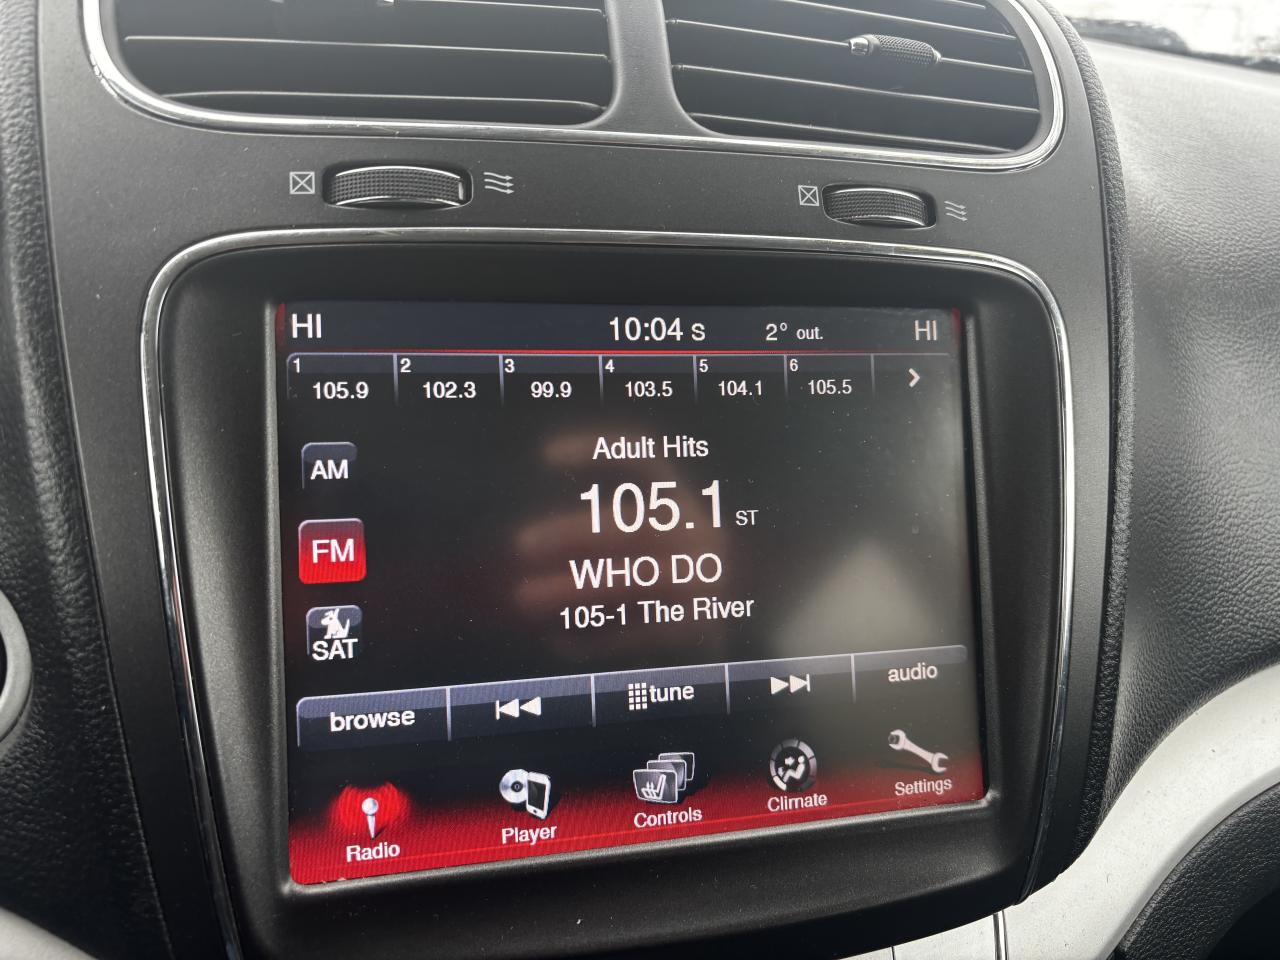 HI 10:04 S 2° out. HI
1 2 3 4 5 6
105.9 102.3 99.9 103.5 104.1 105.5
Adult Hits
AM
105.1 ST
FM
WHO DO
105-1 The River
SAT
browse tune audio
Radio Player Controls Climate Settings